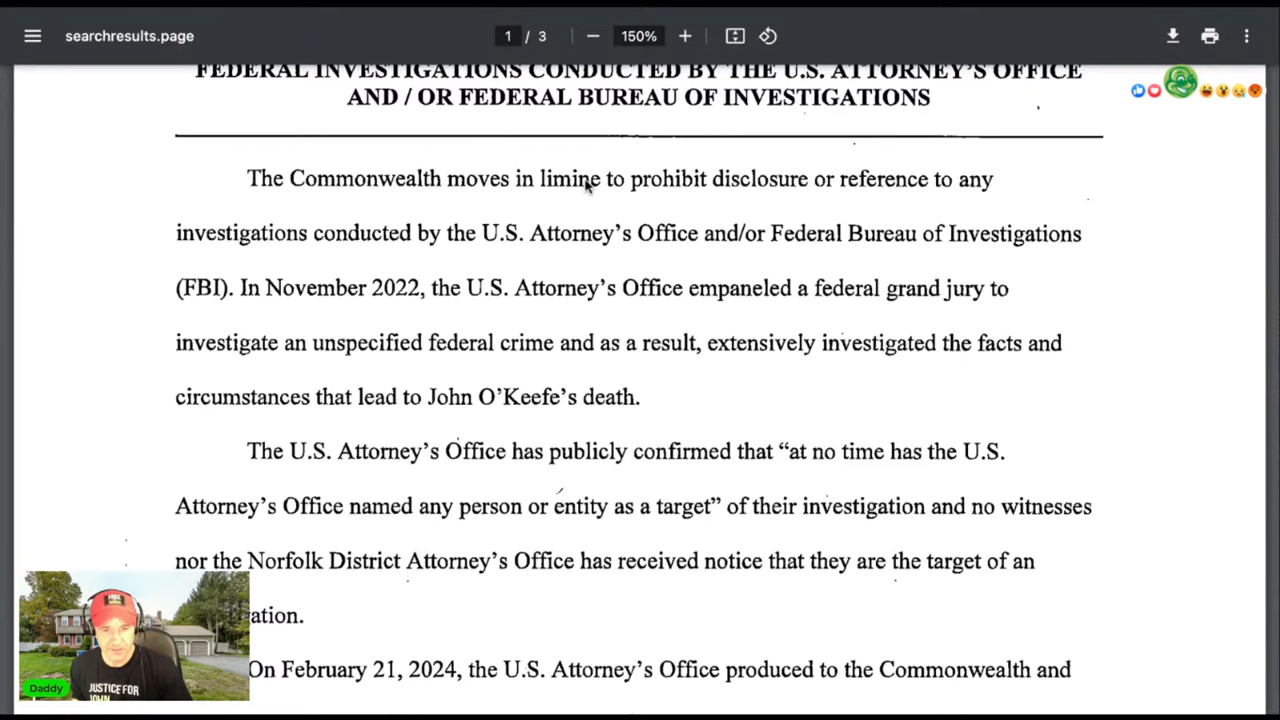 searchresults.page
1 / 3
150%
FEDERAL INVESTIGATIONS CONDUCTED BY THE U.S. ATTORNEY'S OFFICE
AND / OR FEDERAL BUREAU OF INVESTIGATIONS
The Commonwealth moves in limine to prohibit disclosure or reference to any
investigations conducted by the U.S. Attorney's Office and/or Federal Bureau of Investigations
(FBI). In November 2022, the U.S. Attorney's Office empaneled a federal grand jury to
investigate an unspecified federal crime and as a result, extensively investigated the facts and
circumstances that lead to John O'Keefe's death.
The U.S. Attorney's Office has publicly confirmed that “at no time has the U.S.
Attorney's Office named any person or entity as a target” of their investigation and no witnesses
nor the Norfolk District Attorney's Office has received notice that they are the target of an
ation.
On February 21, 2024, the U.S. Attorney's Office produced to the Commonwealth and
FREE
JUSTICE FOR
JOHN
Daddy